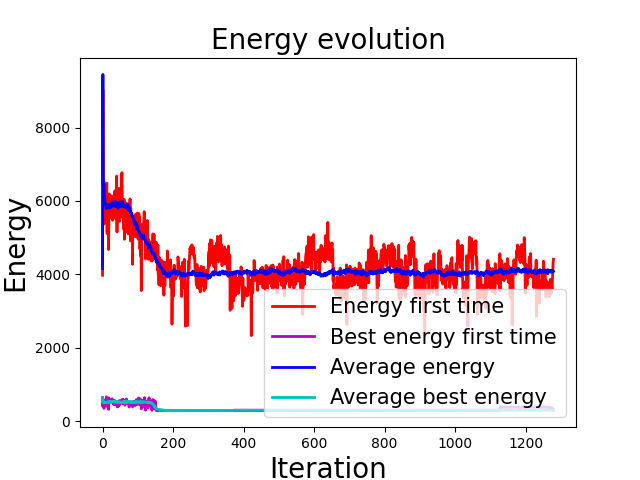 Energy evolution
Energy
8000
6000
4000
2000
0
Energy first time
Best energy first time
Average energy
Average best energy
0 200 400 600 800 1000 1200
Iteration